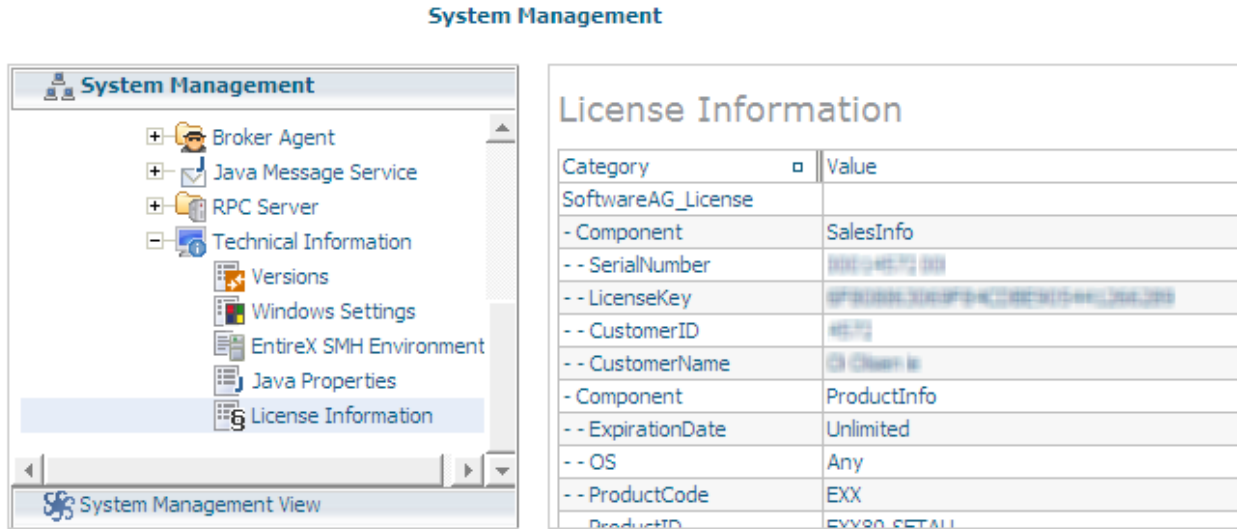 System Management
System Management
Broker Agent
Java Message Service
RPC Server
Technical Information
Versions
Windows Settings
EntireX SMH Environment
Java Properties
License Information
System Management View
License Information
Category Value
SoftwareAG_License
- Component SalesInfo
- - SerialNumber
- - LicenseKey
- - CustomerID
- - CustomerName
- Component ProductInfo
- - ExpirationDate Unlimited
- - OS Any
- - ProductCode EXX
- - ProductID EXX80_SETALL